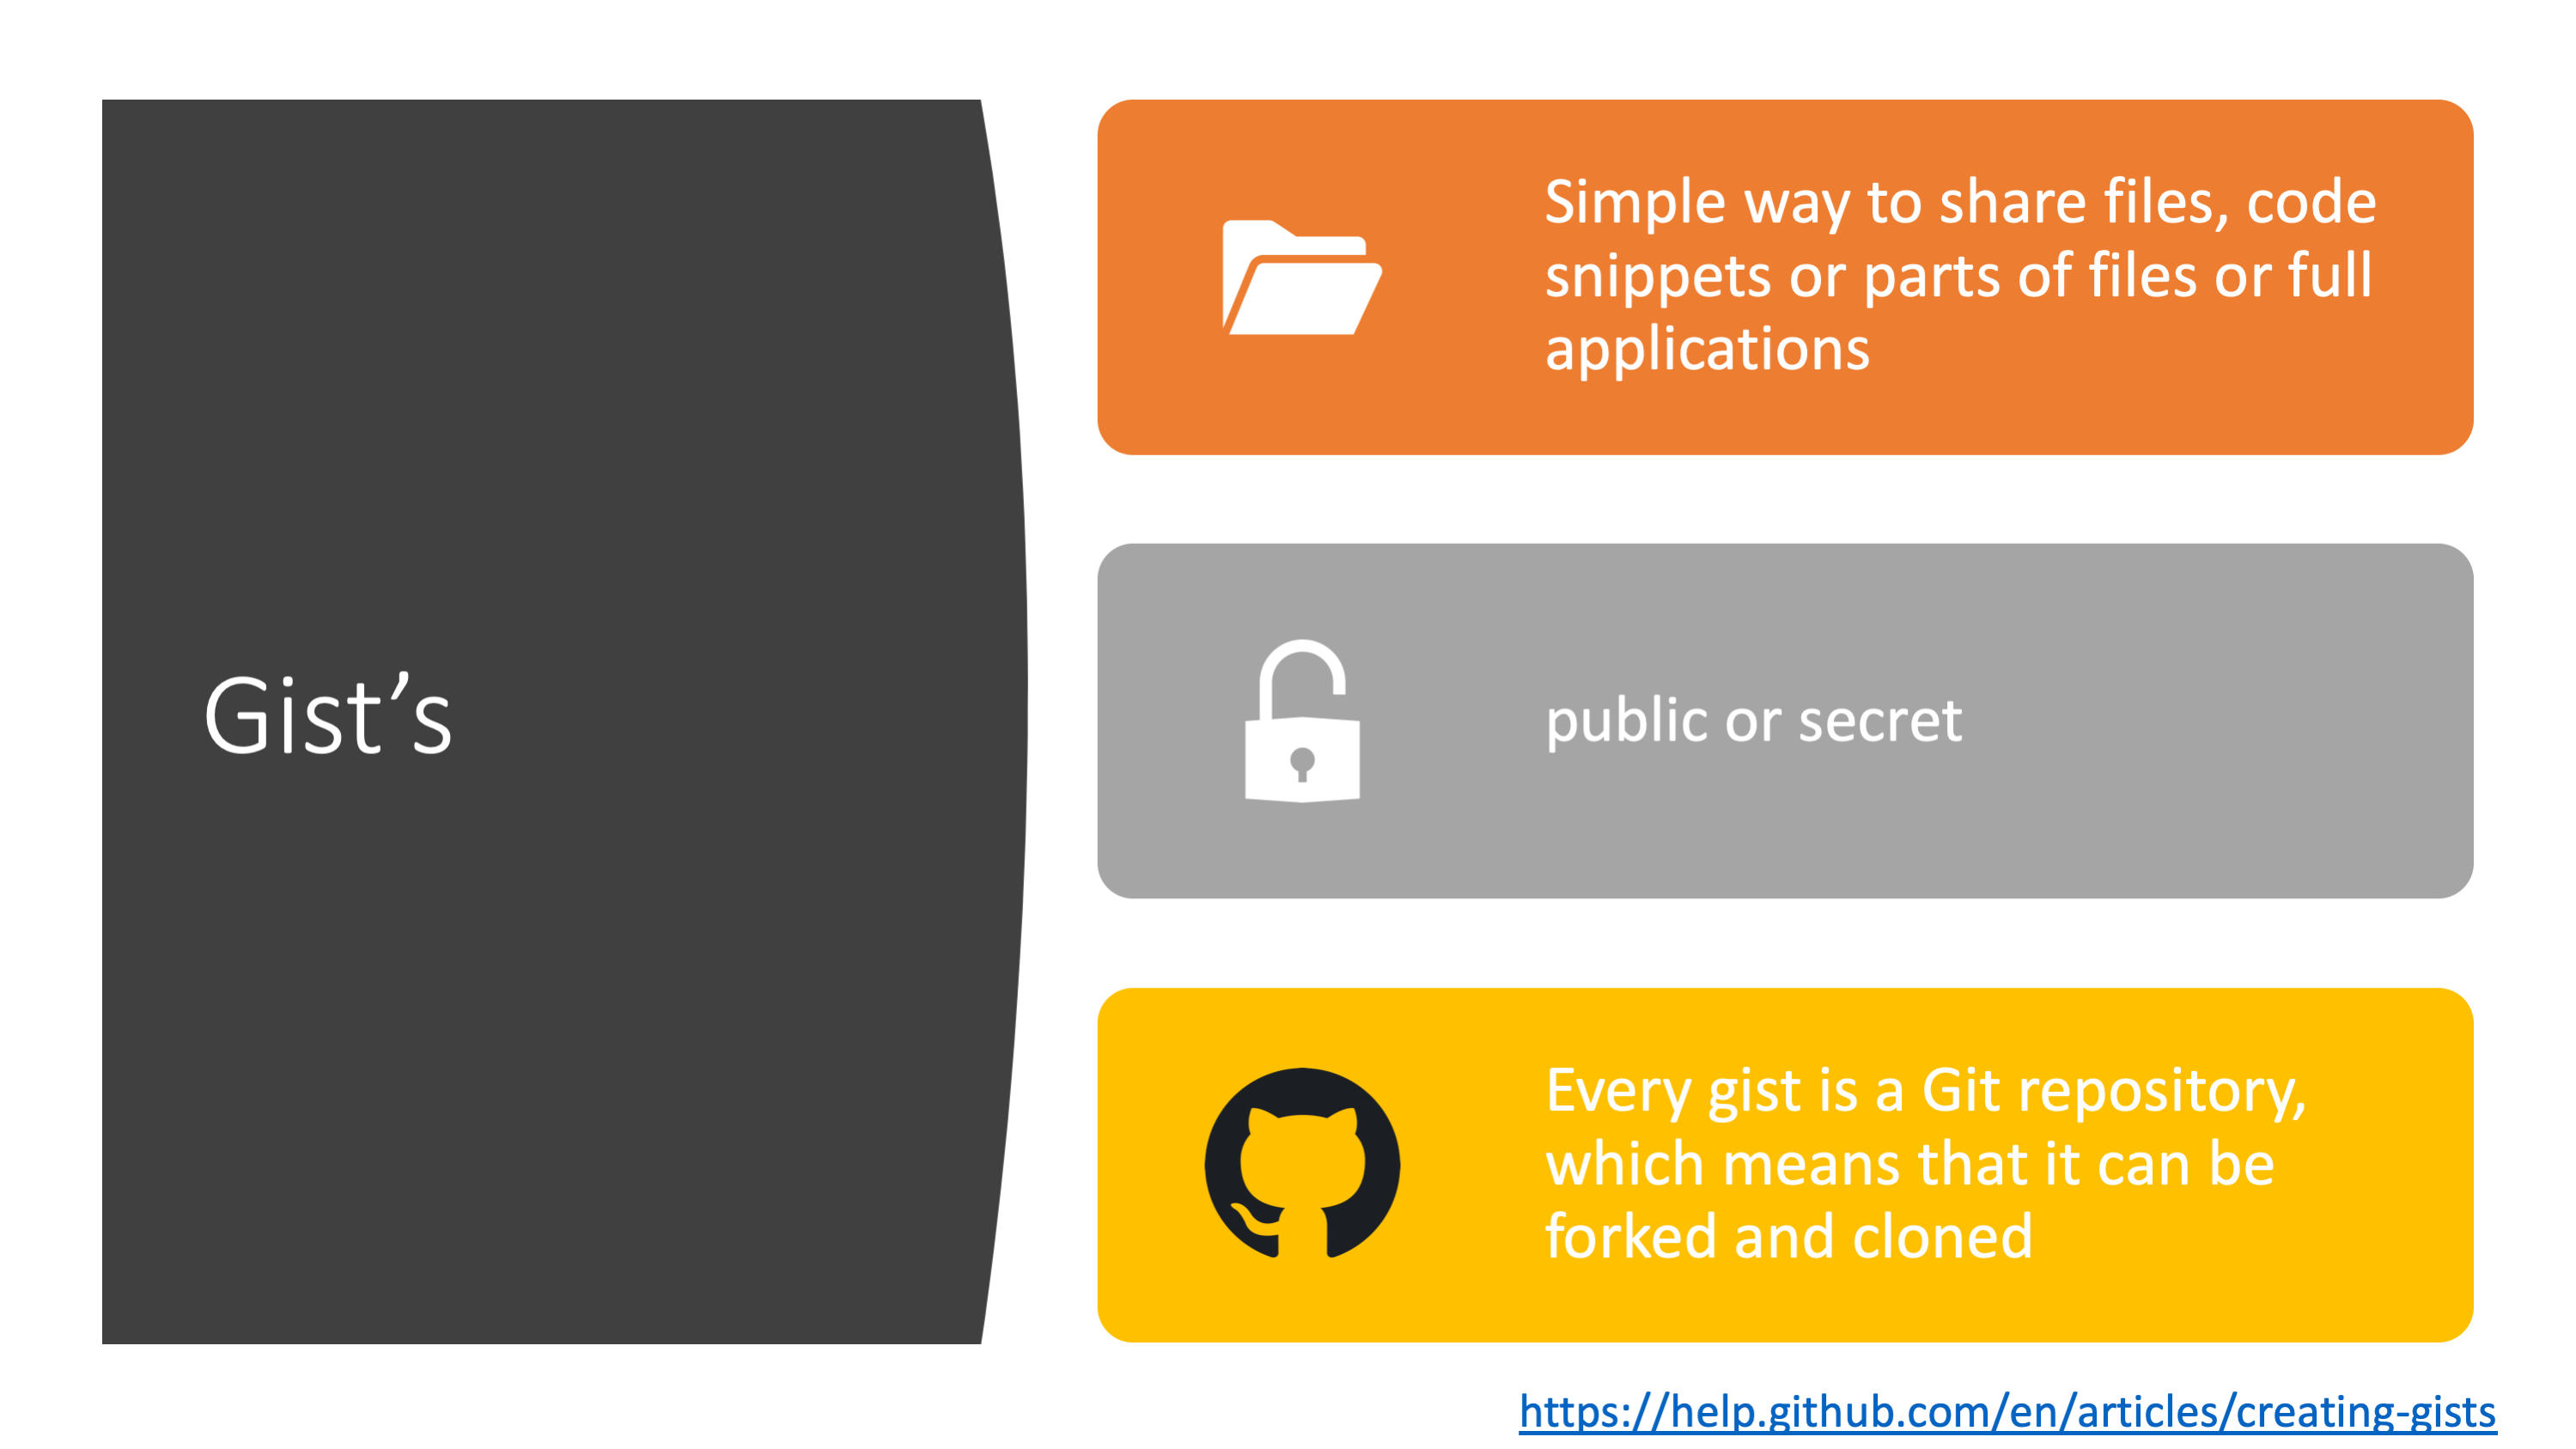 Gist’s
Simple way to share files, code
snippets or parts of files or full
applications
public or secret
Every gist is a Git repository,
which means that it can be
forked and cloned
https://help.github.com/en/articles/creating-gists